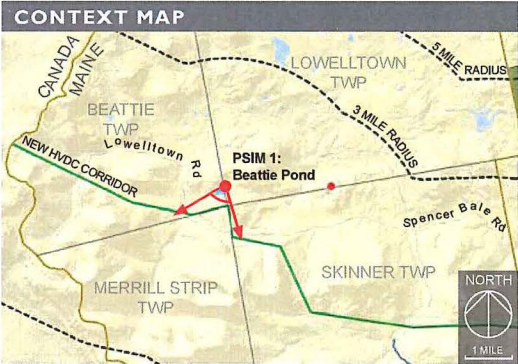 CONTEXT MAP
CANADA
MAINE
LOWELLTOWN
TWP
5 MILE RADIUS
BEATTIE
TWP
Lowelltown Rd
3 MILE RADIUS
NEW HVDC CORRIDOR
PSIM 1:
Beattie Pond
Spencer Bale Rd
MERRILL STRIP
TWP
SKINNER TWP
NORTH
1 MILE